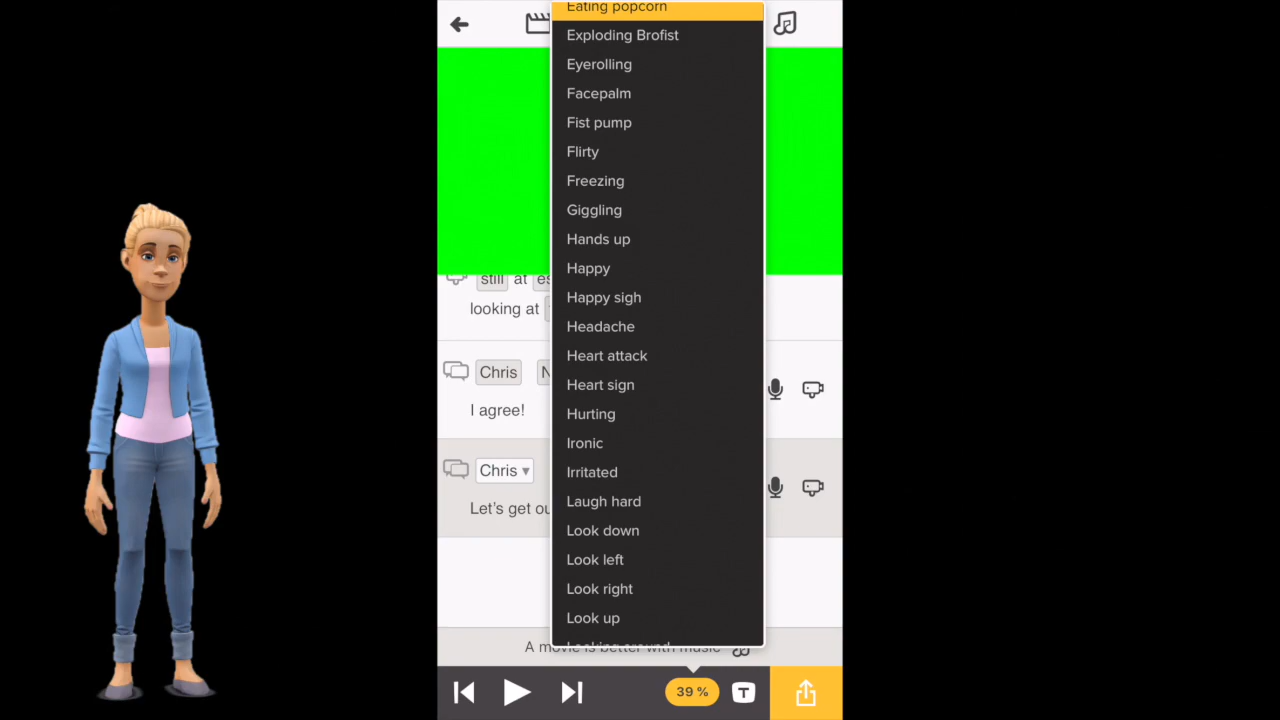 Eating popcorn
Exploding Brofist
Eyerolling
Facepalm
Fist pump
Flirty
Freezing
Giggling
Hands up
Happy
Happy sigh
Headache
Heart attack
Heart sign
Hurting
Ironic
Irritated
Laugh hard
Look down
Look left
Look right
Look up
still at
looking at
Chris
I agree!
Chris ▾
Let's get
A movie is better with music
39 %
T